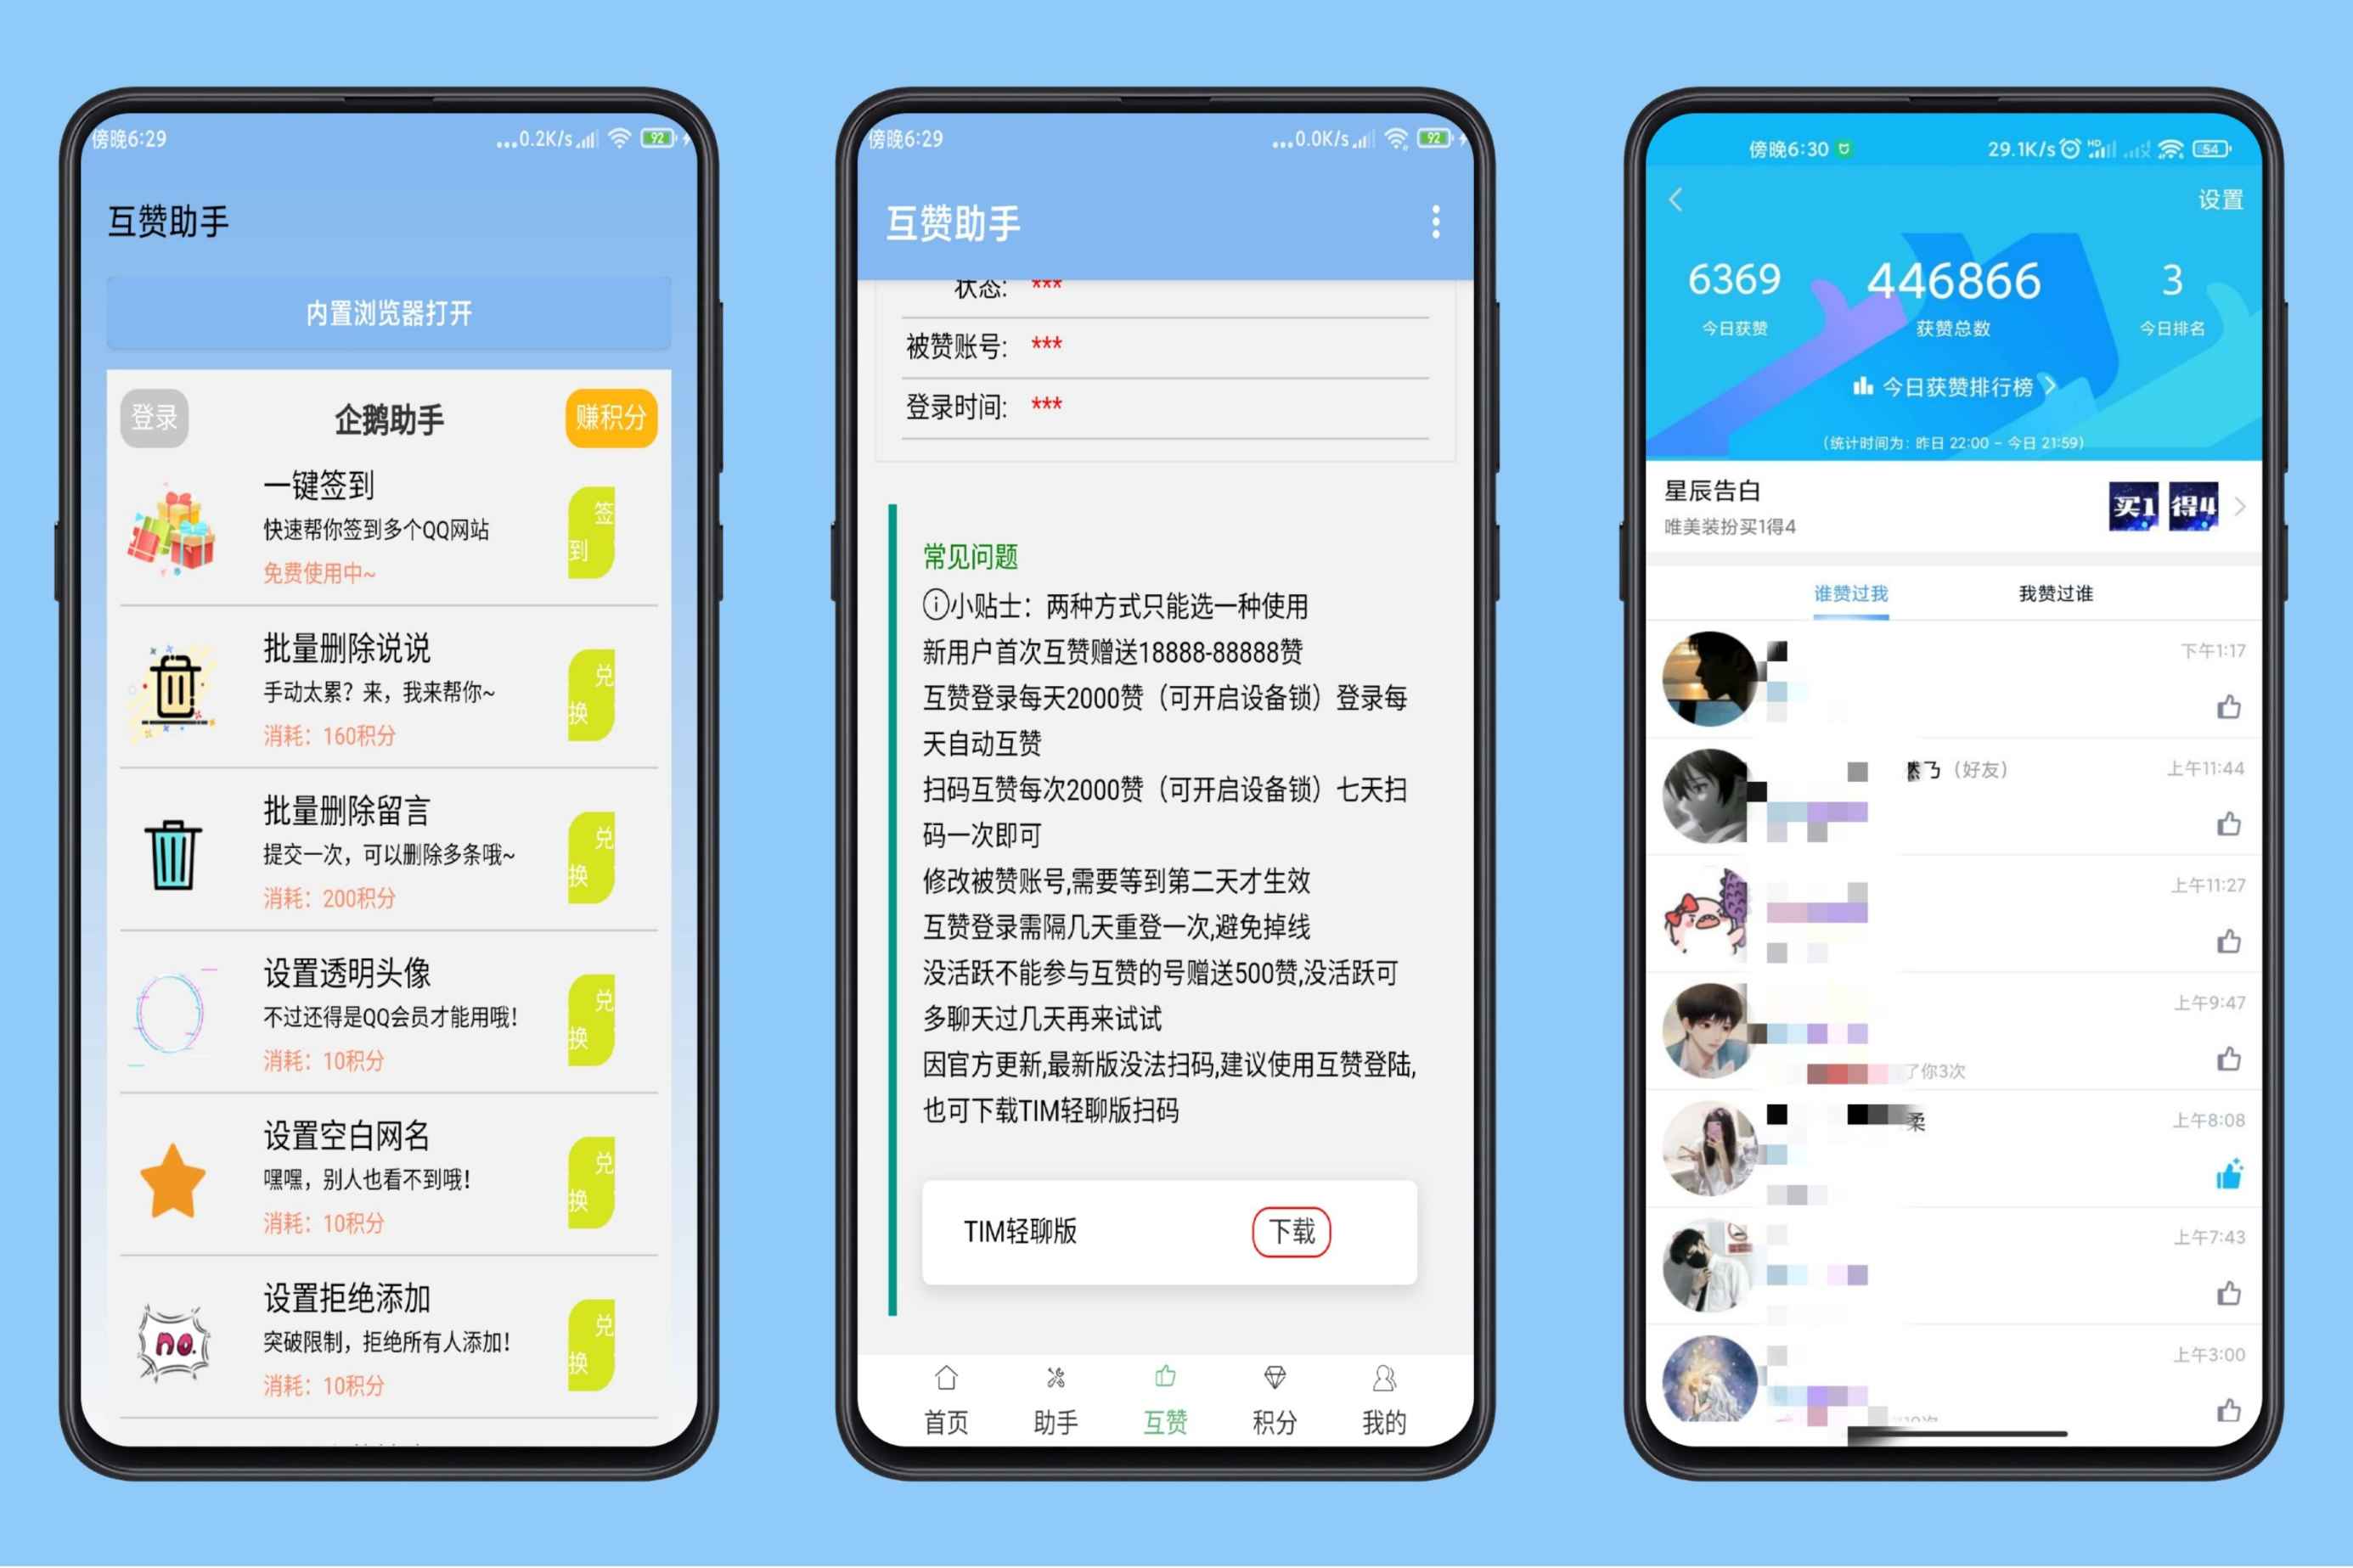 傍晚6:29
...0.2K/s
92
互赞助手
内置浏览器打开
登录
企鹅助手
赚积分
一键签到
快速帮你签到多个QQ网站
免费使用中~
签到
批量删除说说
手动太累？来，我来帮你~
消耗：160积分
兑换
批量删除留言
提交一次，可以删除多条哦~
消耗：200积分
兑换
设置透明头像
不过还得是QQ会员才能用哦！
消耗：10积分
兑换
设置空白网名
嘿嘿，别人也看不到哦！
消耗：10积分
兑换
no.
设置拒绝添加
突破限制，拒绝所有人添加！
消耗：10积分
兑换
傍晚6:29
...0.0K/s
92
互赞助手
状态: ***
被赞账号: ***
登录时间: ***
常见问题
小贴士：两种方式只能选一种使用
新用户首次互赞赠送18888-88888赞
互赞登录每天2000赞（可开启设备锁）登录每
天自动互赞
扫码互赞每次2000赞（可开启设备锁）七天扫
码一次即可
修改被赞账号,需要等到第二天才生效
互赞登录需隔几天重登一次,避免掉线
没活跃不能参与互赞的号赠送500赞,没活跃可
多聊天过几天再来试试
因官方更新,最新版没法扫码,建议使用互赞登陆,
也可下载TIM轻聊版扫码
TIM轻聊版
下载
首页
助手
互赞
积分
我的
傍晚6:30
29.1K/s
HD
54
设置
6369
446866
3
今日获赞
获赞总数
今日排名
今日获赞排行榜
（统计时间为：昨日 22:00 - 今日 21:59）
星辰告白
唯美装扮买1得4
买1
得4
谁赞过我
我赞过谁
下午1:17
（好友）
上午11:44
上午11:27
上午9:47
了你3次
柔
上午8:08
上午7:43
上午3:00